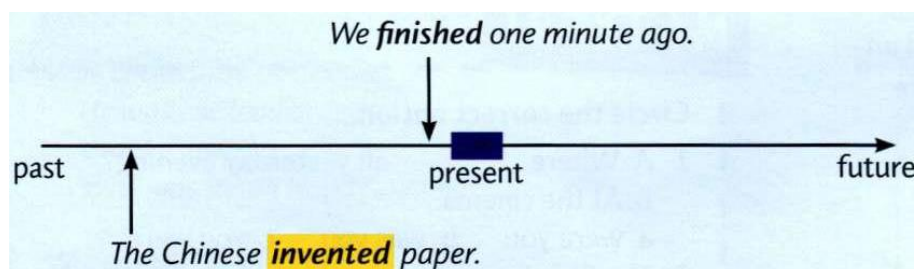 We finished one minute ago.
past present future
The Chinese invented paper.